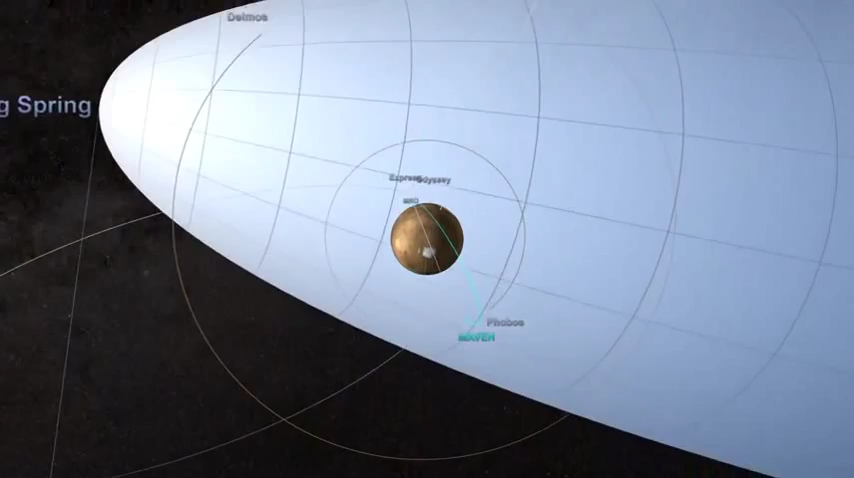 Deimos
g Spring
Express
Odyssey
MRO
Phobos
MAVEN